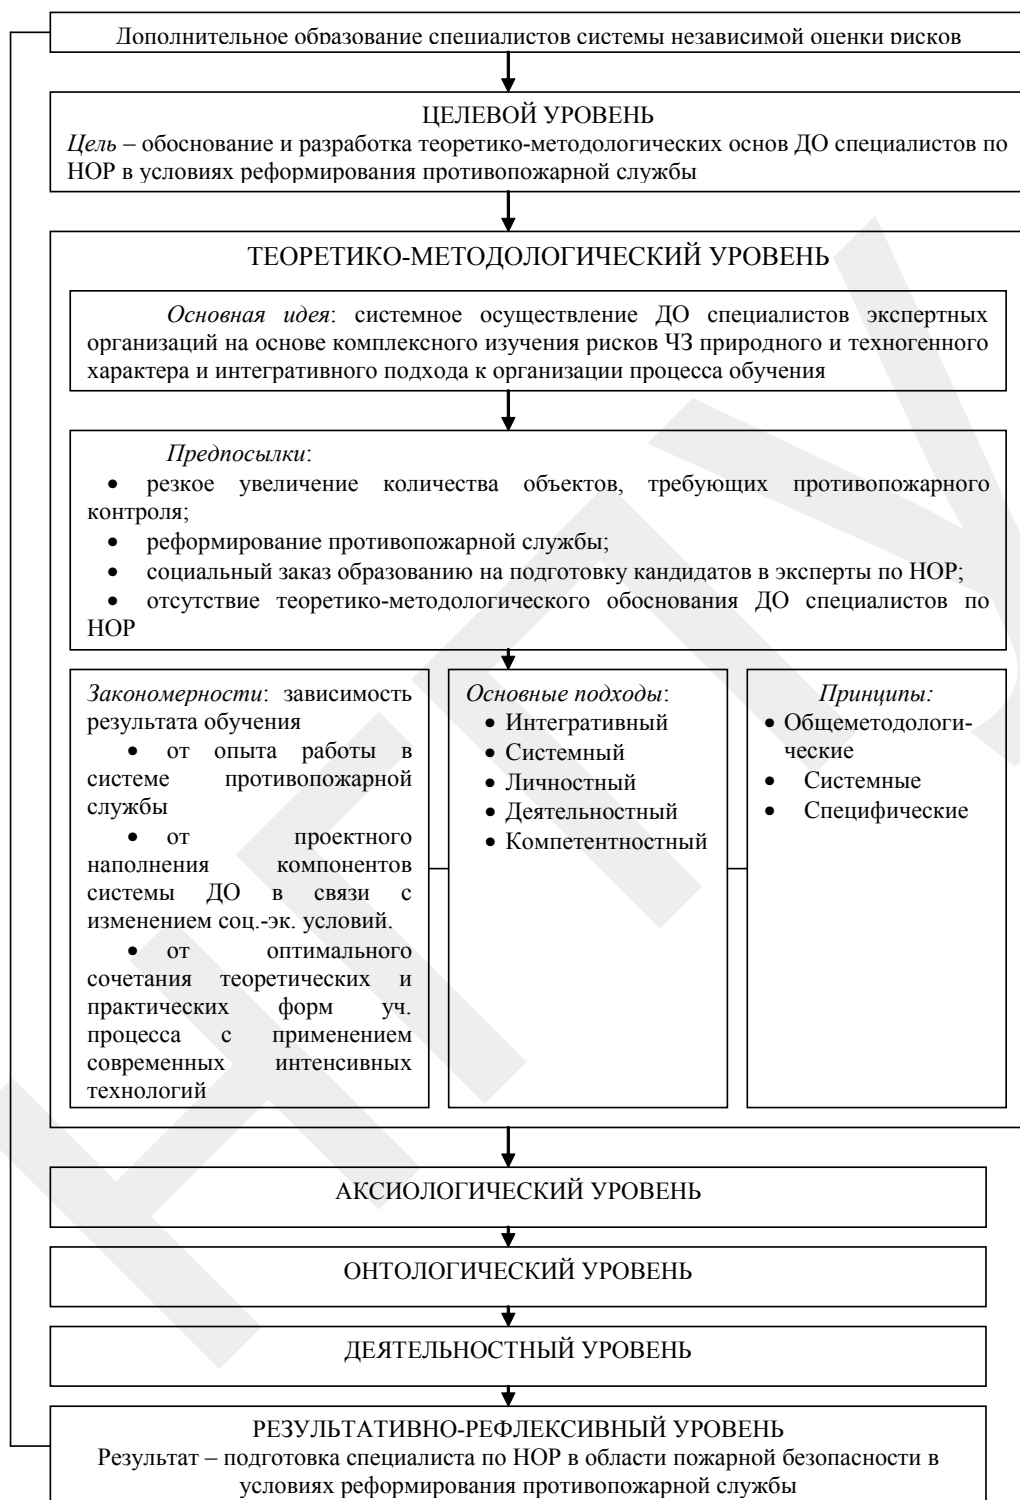 Дополнительное образование специалистов системы независимой оценки рисков
ЦЕЛЕВОЙ УРОВЕНЬ
Цель – обоснование и разработка теоретико-методологических основ ДО специалистов по
НОР в условиях реформирования противопожарной службы
ТЕОРЕТИКО-МЕТОДОЛОГИЧЕСКИЙ УРОВЕНЬ
Основная идея: системное осуществление ДО специалистов экспертных
организаций на основе комплексного изучения рисков ЧЗ природного и техногенного
характера и интегративного подхода к организации процесса обучения
Предпосылки:
• резкое увеличение количества объектов, требующих противопожарного
контроля;
• реформирование противопожарной службы;
• социальный заказ образованию на подготовку кандидатов в эксперты по НОР;
• отсутствие теоретико-методологического обоснования ДО специалистов по
НОР
Закономерности: зависимость
результата обучения
• от опыта работы в
системе противопожарной
службы
• от проектного
наполнения компонентов
системы ДО в связи с
изменением соц.-эк. условий.
• от оптимального
сочетания теоретических и
практических форм уч.
процесса с применением
современных интенсивных
технологий
Основные подходы:
• Интегративный
• Системный
• Личностный
• Деятельностный
• Компетентностный
Принципы:
• Общеметодологи-
ческие
• Системные
• Специфические
АКСИОЛОГИЧЕСКИЙ УРОВЕНЬ
ОНТОЛОГИЧЕСКИЙ УРОВЕНЬ
ДЕЯТЕЛЬНОСТНЫЙ УРОВЕНЬ
РЕЗУЛЬТАТИВНО-РЕФЛЕКСИВНЫЙ УРОВЕНЬ
Результат – подготовка специалиста по НОР в области пожарной безопасности в
условиях реформирования противопожарной службы
НГПУ